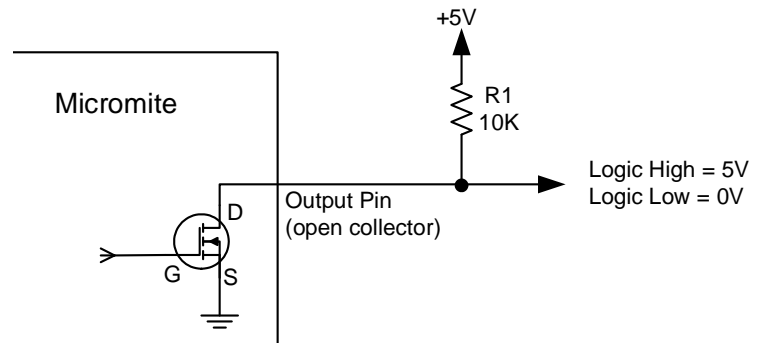 +5V
Micromite
R1
10K
Logic High = 5V
Logic Low = 0V
Output Pin
(open collector)
D
G
S